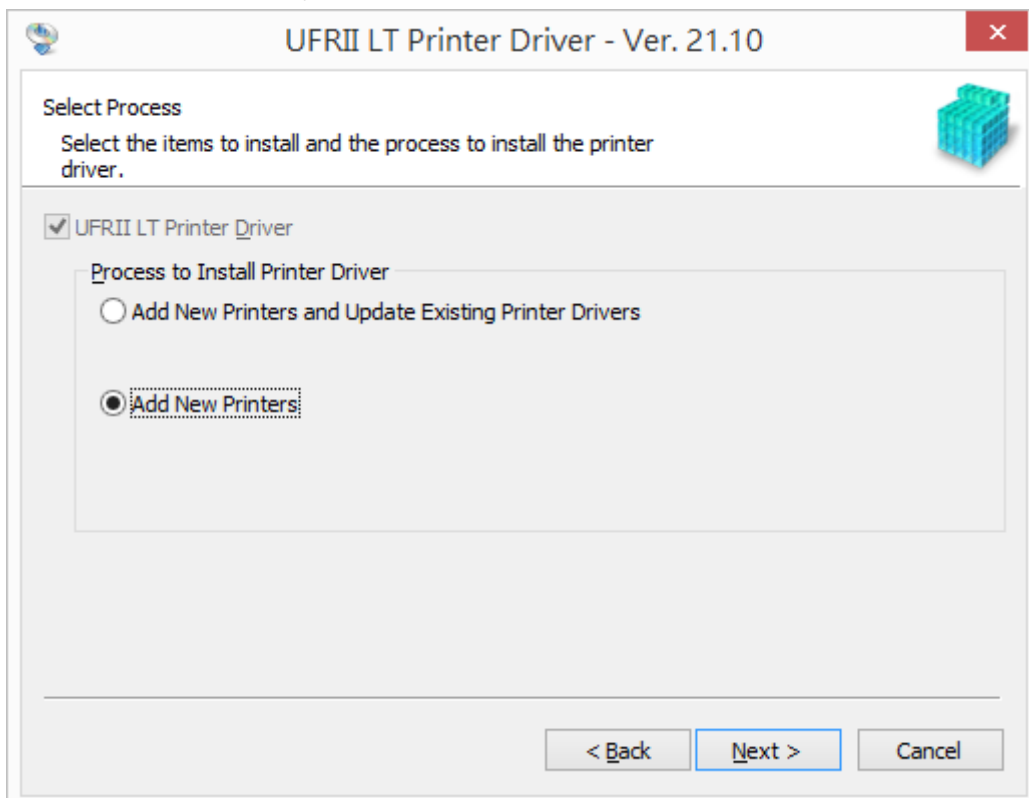 UFRII LT Printer Driver - Ver. 21.10
Select Process
Select the items to install and the process to install the printer
driver.
UFRII LT Printer Driver
Process to Install Printer Driver
Add New Printers and Update Existing Printer Drivers
Add New Printers
< Back Next > Cancel